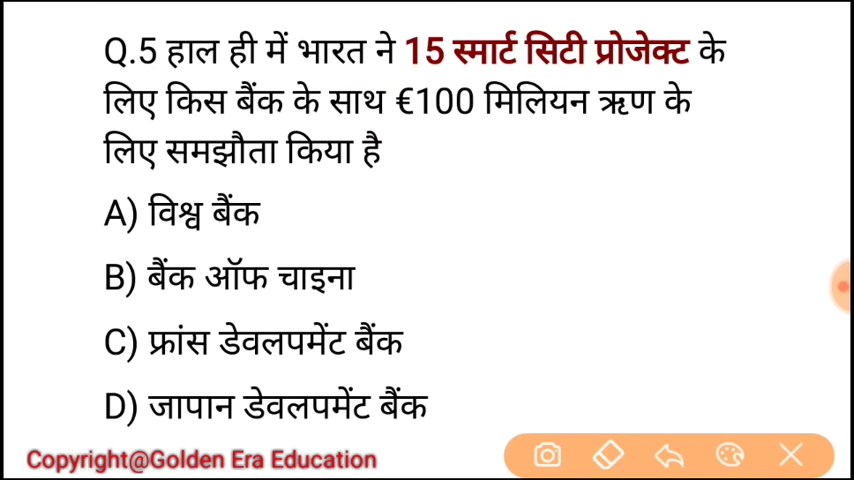 Q.5 हाल ही में भारत ने 15 स्मार्ट सिटी प्रोजेक्ट के
लिए किस बैंक के साथ €100 मिलियन ऋण के
लिए समझौता किया है
A) विश्व बैंक
B) बैंक ऑफ चाइना
C) फ्रांस डेवलपमेंट बैंक
D) जापान डेवलपमेंट बैंक
Copyright@Golden Era Education